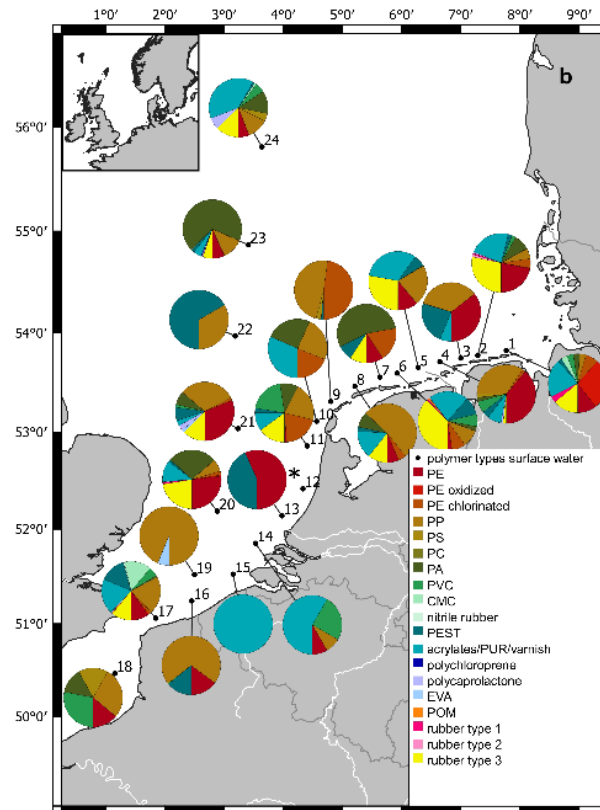 1°0' 2°0' 3°0' 4°0' 5°0' 6°0' 7°0' 8°0' 9°0'
b
56°0'
24
55°0'
23
54°0'
22
1
2
3
4
5
6
7
8
9
10
53°0'
21
11
*
12
20
13
52°0'
14
19
15
16
17
51°0'
18
50°0'
polymer types surface water
PE
PE oxidized
PE chlorinated
PP
PS
PC
PA
PVC
CMC
nitrile rubber
PEST
acrylates/PUR/varnish
polychloroprene
polycaprolactone
EVA
POM
rubber type 1
rubber type 2
rubber type 3